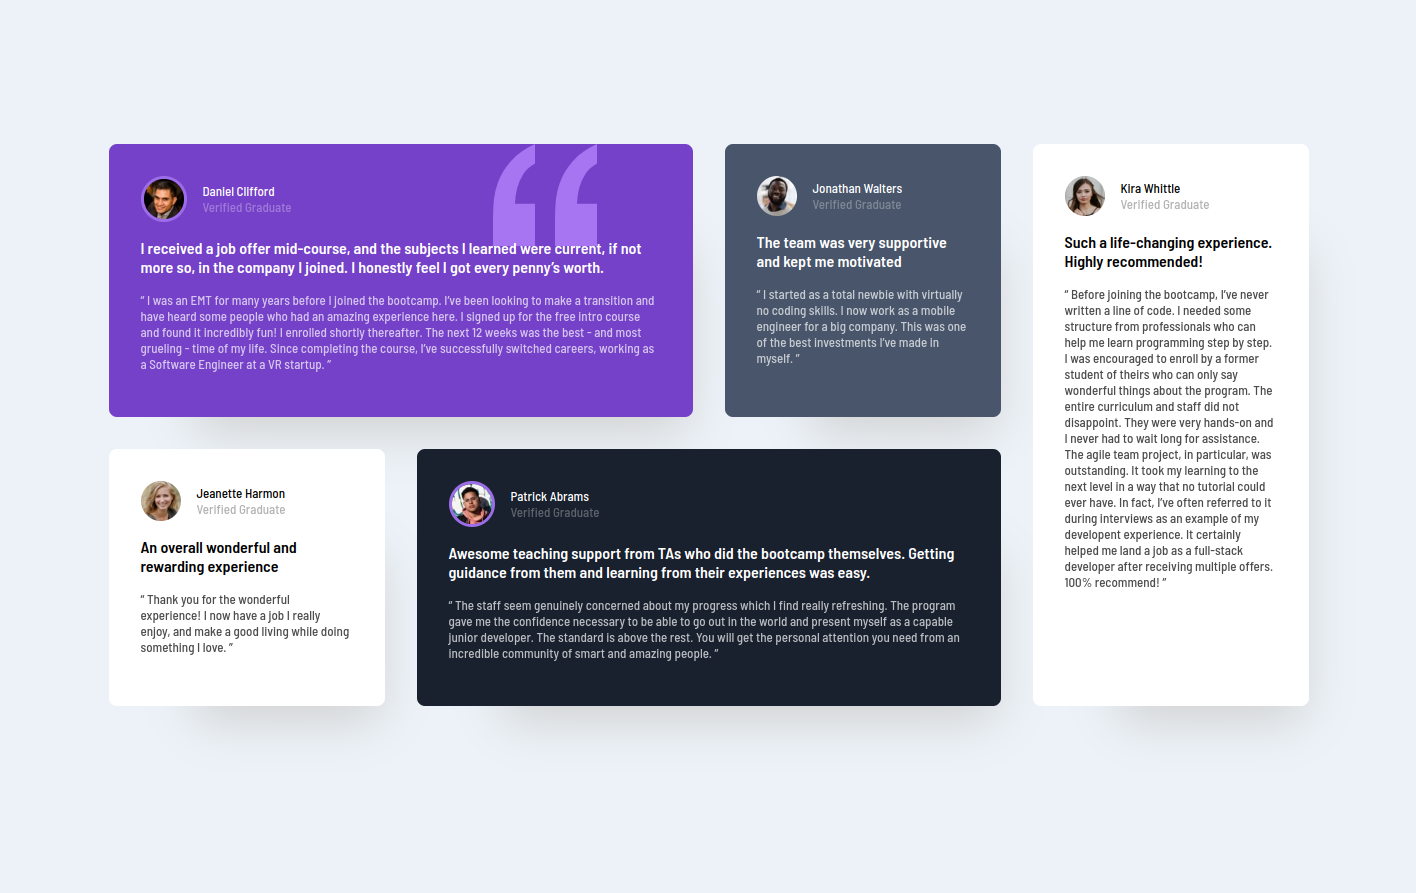 Daniel Clifford
Verified Graduate
I received a job offer mid-course, and the subjects I learned were current, if not
more so, in the company I joined. I honestly feel I got every penny’s worth.
“ I was an EMT for many years before I joined the bootcamp. I’ve been looking to make a transition and
have heard some people who had an amazing experience here. I signed up for the free intro course
and found it incredibly fun! I enrolled shortly thereafter. The next 12 weeks was the best - and most
grueling - time of my life. Since completing the course, I’ve successfully switched careers, working as
a Software Engineer at a VR startup. ”
Jonathan Walters
Verified Graduate
The team was very supportive
and kept me motivated
“ I started as a total newbie with virtually
no coding skills. I now work as a mobile
engineer for a big company. This was one
of the best investments I’ve made in
myself. ”
Kira Whittle
Verified Graduate
Such a life-changing experience.
Highly recommended!
“ Before joining the bootcamp, I’ve never
written a line of code. I needed some
structure from professionals who can
help me learn programming step by step.
I was encouraged to enroll by a former
student of theirs who can only say
wonderful things about the program. The
entire curriculum and staff did not
disappoint. They were very hands-on and
I never had to wait long for assistance.
The agile team project, in particular, was
outstanding. It took my learning to the
next level in a way that no tutorial could
ever have. In fact, I’ve often referred to it
during interviews as an example of my
developent experience. It certainly
helped me land a job as a full-stack
developer after receiving multiple offers.
100% recommend! ”
Jeanette Harmon
Verified Graduate
An overall wonderful and
rewarding experience
“ Thank you for the wonderful
experience! I now have a job I really
enjoy, and make a good living while doing
something I love. ”
Patrick Abrams
Verified Graduate
Awesome teaching support from TAs who did the bootcamp themselves. Getting
guidance from them and learning from their experiences was easy.
“ The staff seem genuinely concerned about my progress which I find really refreshing. The program
gave me the confidence necessary to be able to go out in the world and present myself as a capable
junior developer. The standard is above the rest. You will get the personal attention you need from an
incredible community of smart and amazing people. ”